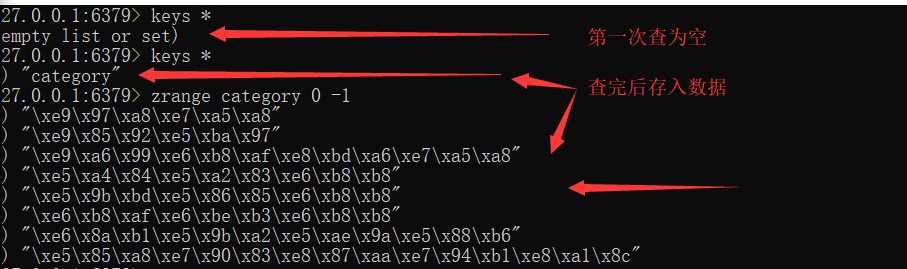 27.0.0.1:6379> keys *
empty list or set)
第一次查为空
27.0.0.1:6379> keys *
) "category"
查完后存入数据
27.0.0.1:6379> zrange category 0 -1
) "\xe9\x97\xa8\xe7\xa5\xa8"
) "\xe9\x85\x92\xe5\xba\x97"
) "\xe9\xa6\x99\xe6\xb8\xaf\xe8\xbd\xa6\xe7\xa5\xa8"
) "\xe5\xa4\x84\xe5\xa2\x83\xe6\xb8\xb8"
) "\xe5\x9b\xbd\xe5\x86\x85\xe6\xb8\xb8"
) "\xe6\xb8\xaf\xe6\xbe\xb3\xe6\xb8\xb8"
) "\xe6\x8a\xb1\xe5\x9b\xa2\xe5\xae\x9a\xe5\x88\xb6"
) "\xe5\x85\xa8\xe7\x90\x83\xe8\x87\xaa\xe7\x94\xb1\xe8\xa1\x8c"